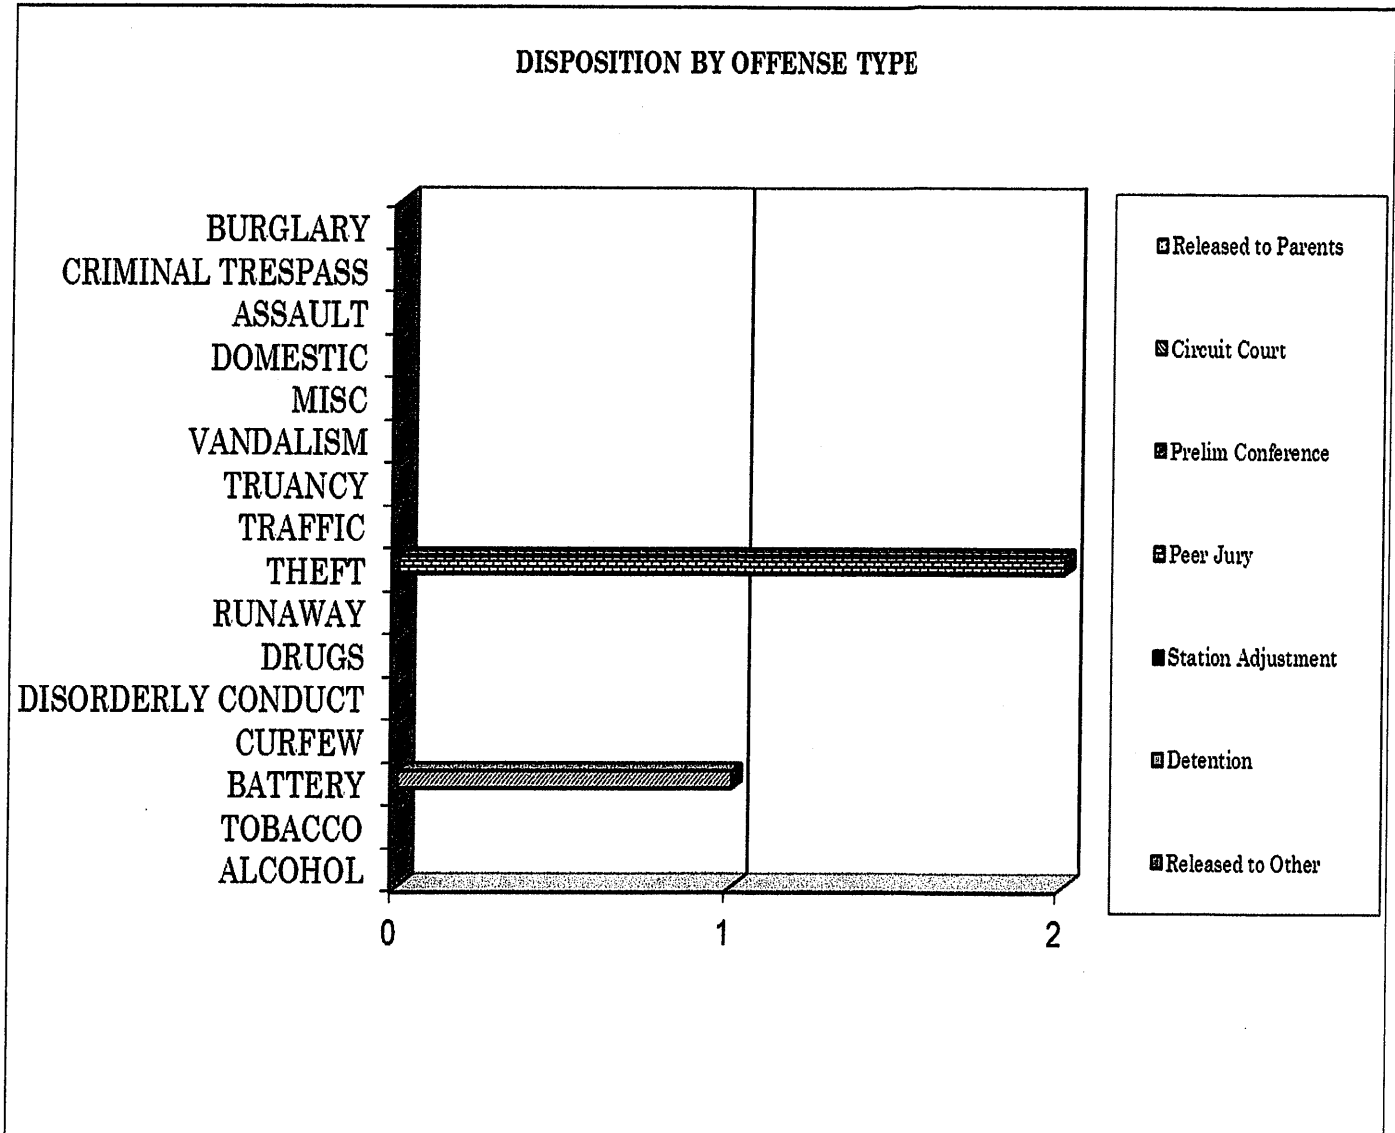 DISPOSITION BY OFFENSE TYPE
BURGLARY
CRIMINAL TRESPASS
ASSAULT
DOMESTIC
MISC
VANDALISM
TRUANCY
TRAFFIC
THEFT
RUNAWAY
DRUGS
DISORDERLY CONDUCT
CURFEW
BATTERY
TOBACCO
ALCOHOL
0 1 2
Released to Parents
Circuit Court
Prelim Conference
Peer Jury
Station Adjustment
Detention
Released to Other